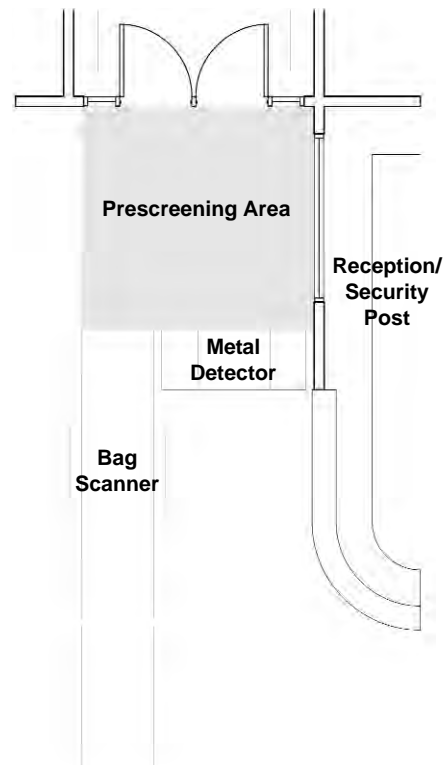 Prescreening Area
Reception/
Security
Post
Metal
Detector
Bag
Scanner